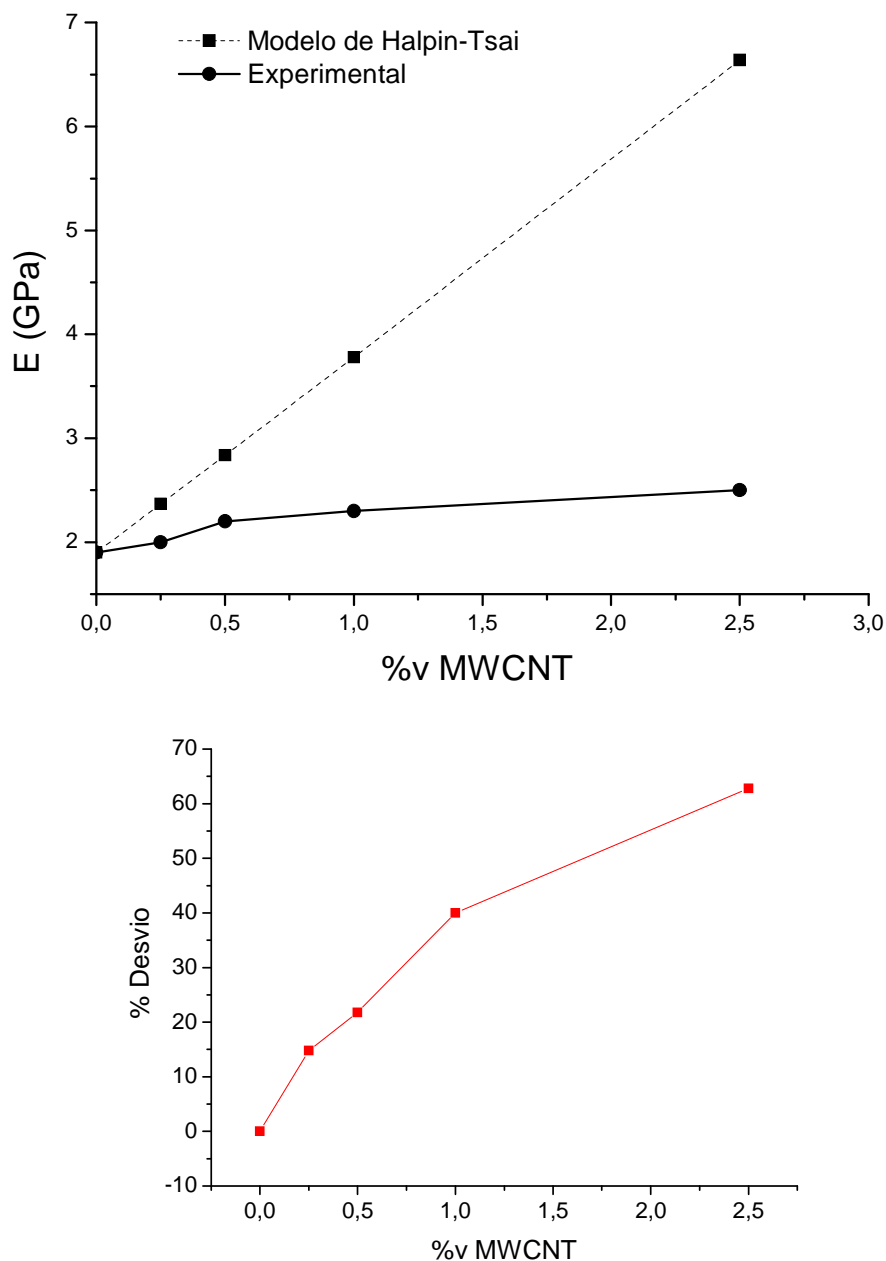 7
Modelo de Halpin-Tsai
Experimental
6
5
4
3
2
E (GPa)
0,0 0,5 1,0 1,5 2,0 2,5 3,0
%v MWCNT
70
60
50
40
30
20
10
0
-10
% Desvio
0,0 0,5 1,0 1,5 2,0 2,5
%v MWCNT